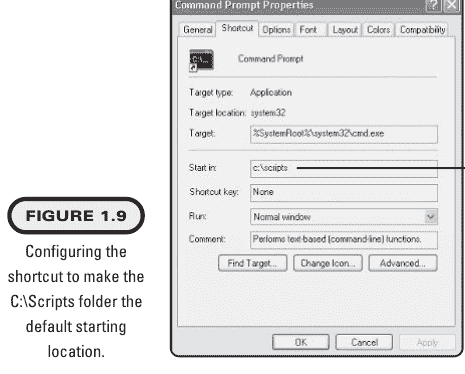 Command Prompt Properties
General Shortcut Options Font Layout Colors Compatibility
C:\...
Command Prompt
Target type: Application
Target location: system32
Target: %SystemRoot%\system32\cmd.exe
Start in: c:\scripts
Shortcut key: None
Run: Normal window
Comment: Performs text-based (command-line) functions.
Find Target... Change Icon... Advanced...
OK Cancel Apply
FIGURE 1.9
Configuring the
shortcut to make the
C:\Scripts folder the
default starting
location.